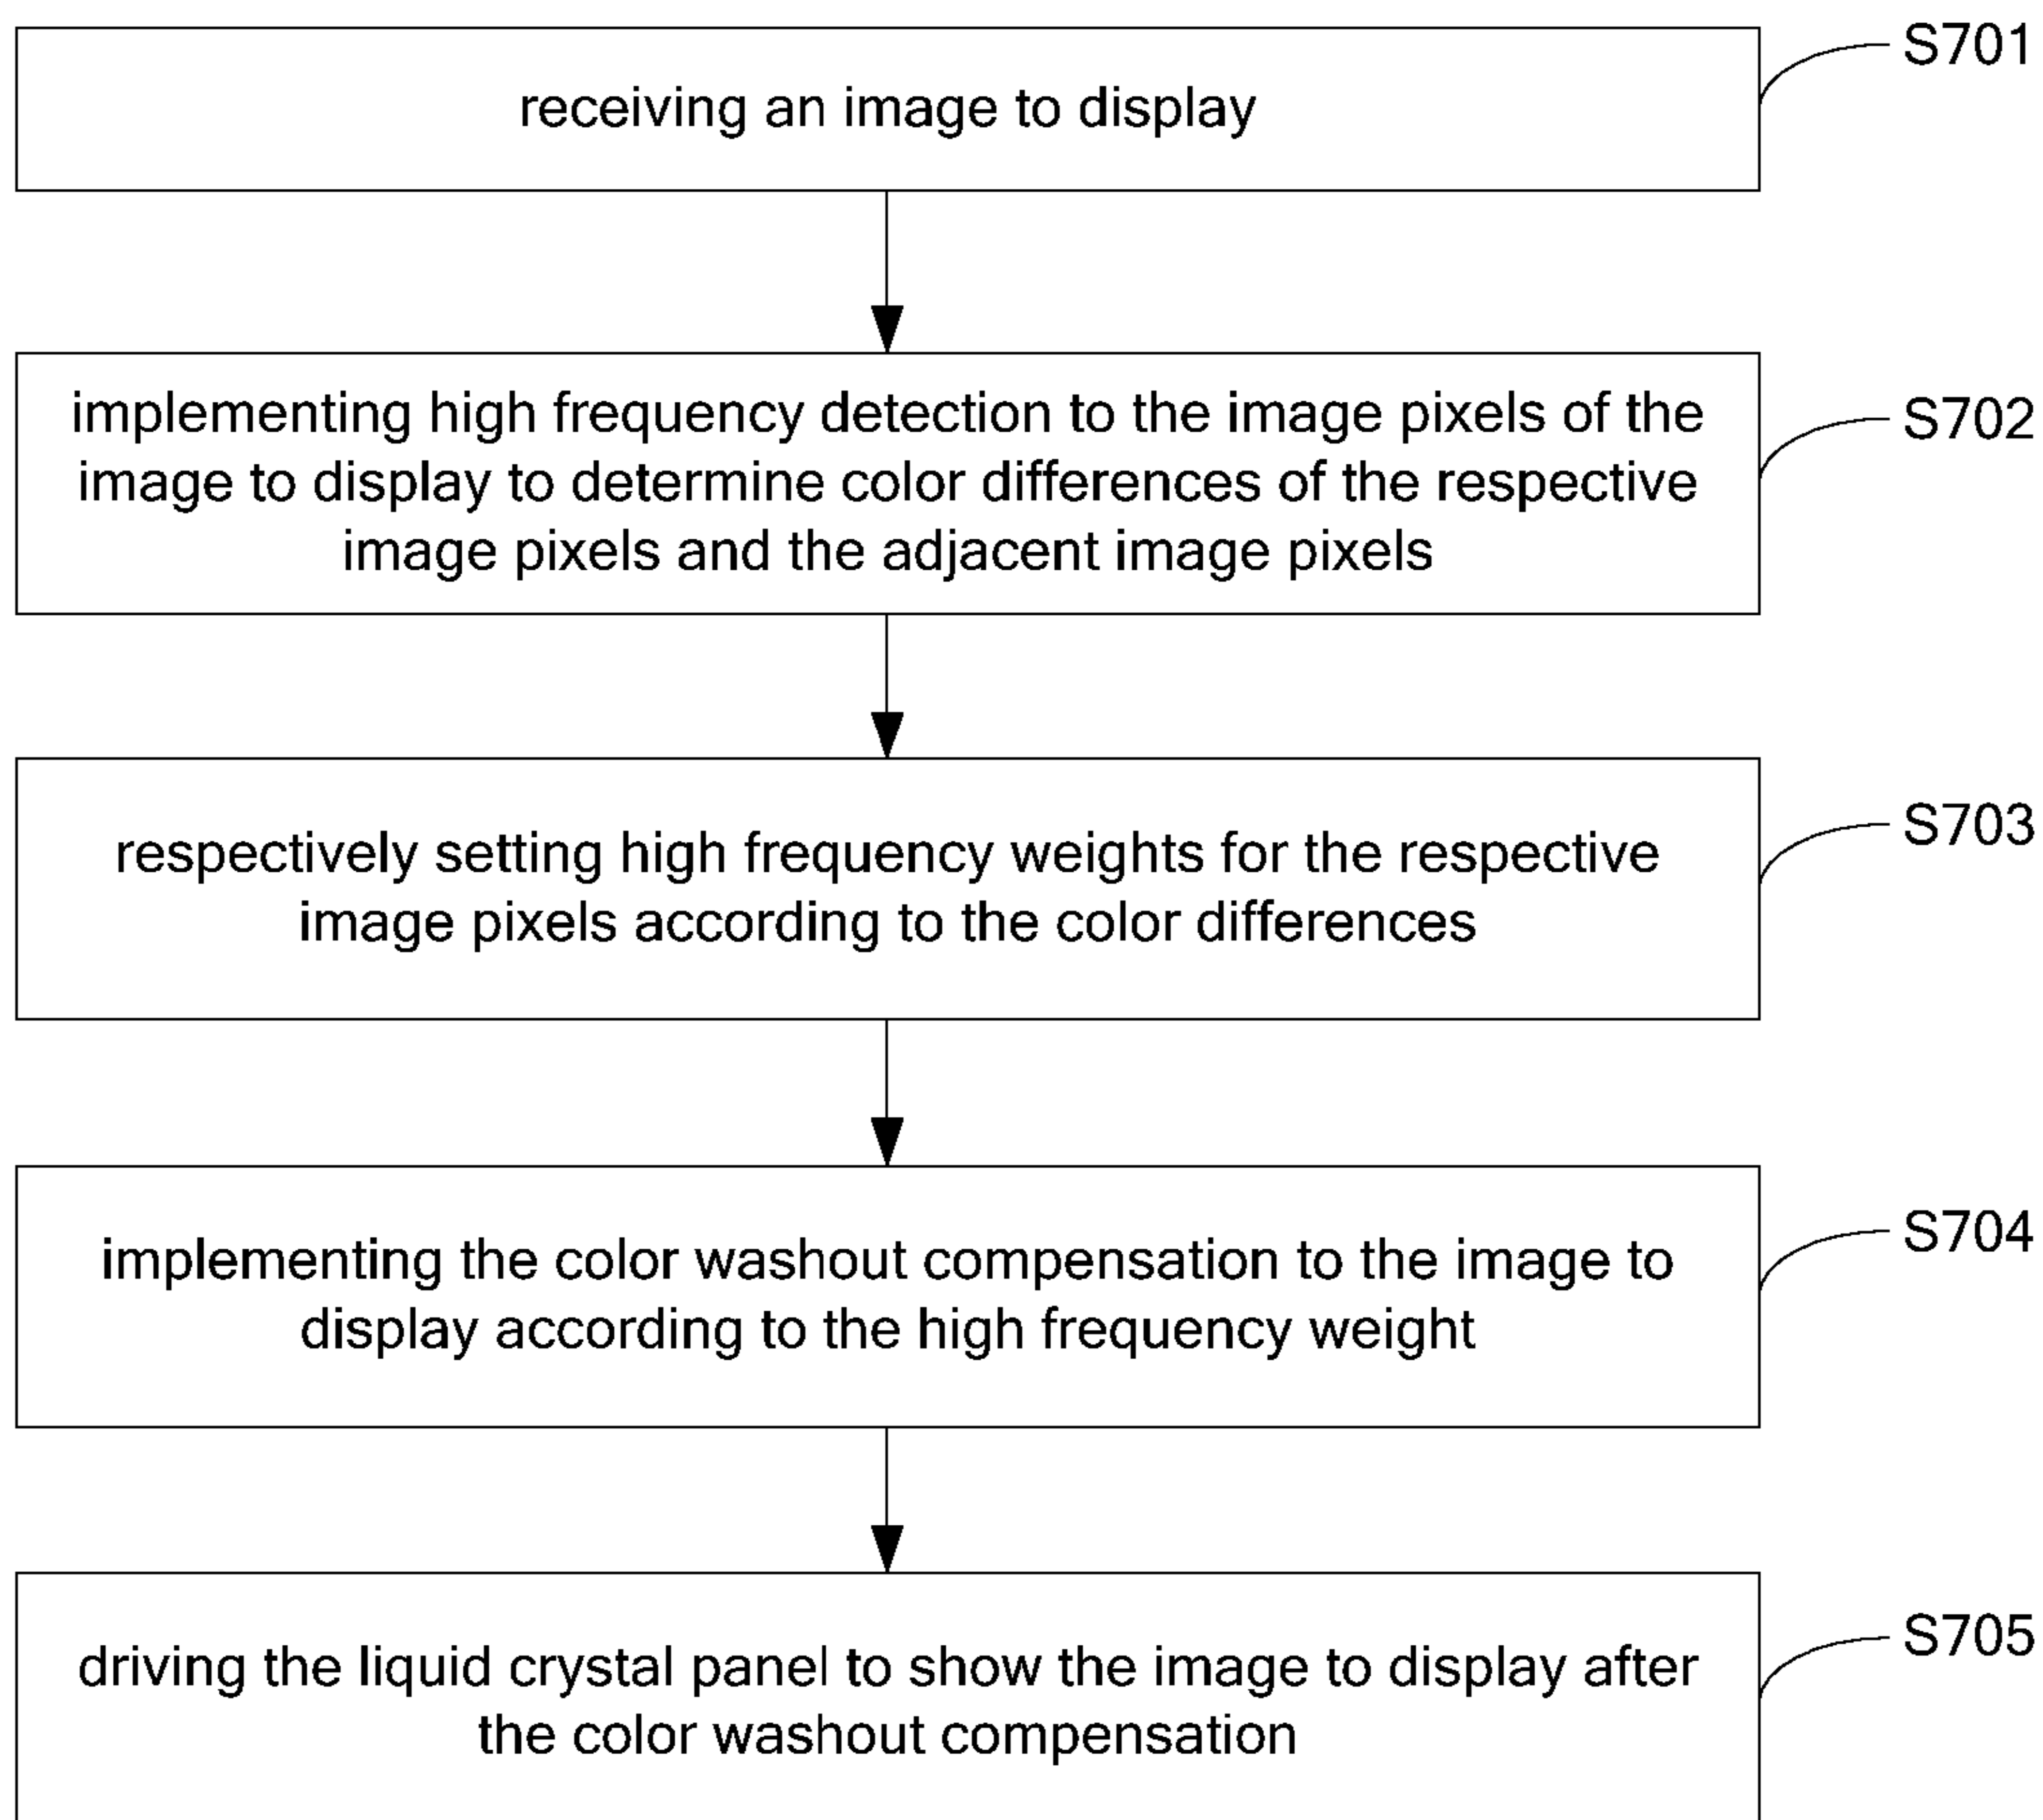 S701
receiving an image to display
implementing high frequency detection to the image pixels of the
image to display to determine color differences of the respective
image pixels and the adjacent image pixels
S702
respectively setting high frequency weights for the respective
image pixels according to the color differences
S703
implementing the color washout compensation to the image to
display according to the high frequency weight
S704
driving the liquid crystal panel to show the image to display after
the color washout compensation
S705